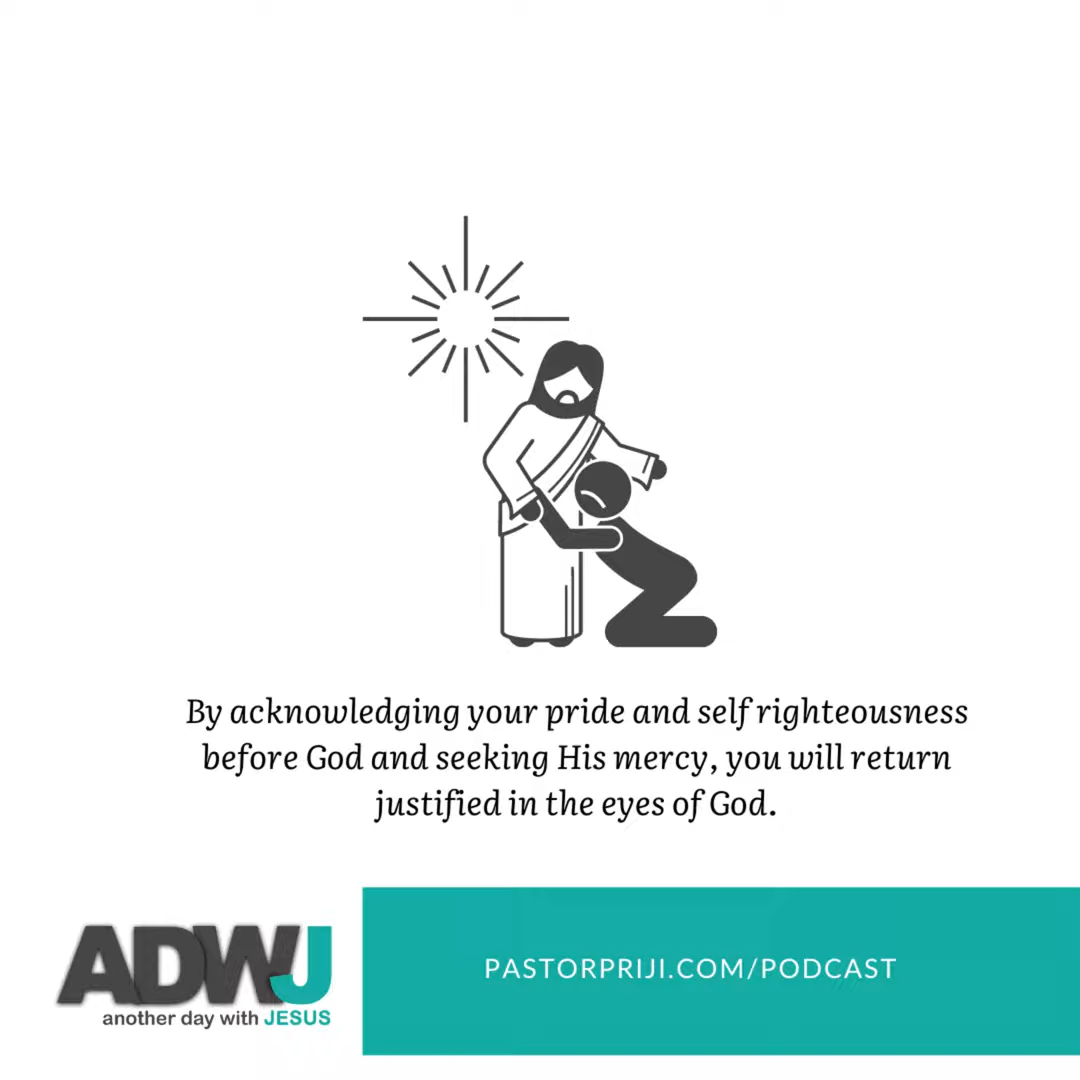 By acknowledging your pride and self righteousness
before God and seeking His mercy, you will return
justified in the eyes of God.
ADWJ
another day with JESUS
PASTORPRIJI.COM/PODCAST